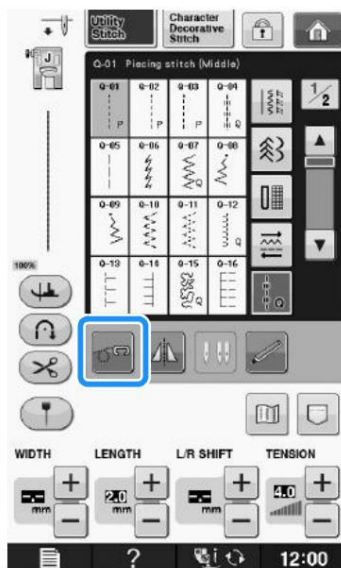 Utility
Stitch
Character
Decorative
Stitch
J
Q-01 Piecing stitch (Middle)
1/2
Q-01 Q-02 Q-03 Q-04
P P P Q
Q-05 Q-06 Q-07 Q-08
Q
Q-09 Q-10 Q-11 Q-12
Q
Q-13 Q-14 Q-15 Q-16
Q
Q
100%
WIDTH LENGTH L/R SHIFT TENSION
-.- 2.0 -.- 4.0
mm mm mm
+ + + +
− − − −
? 12:00